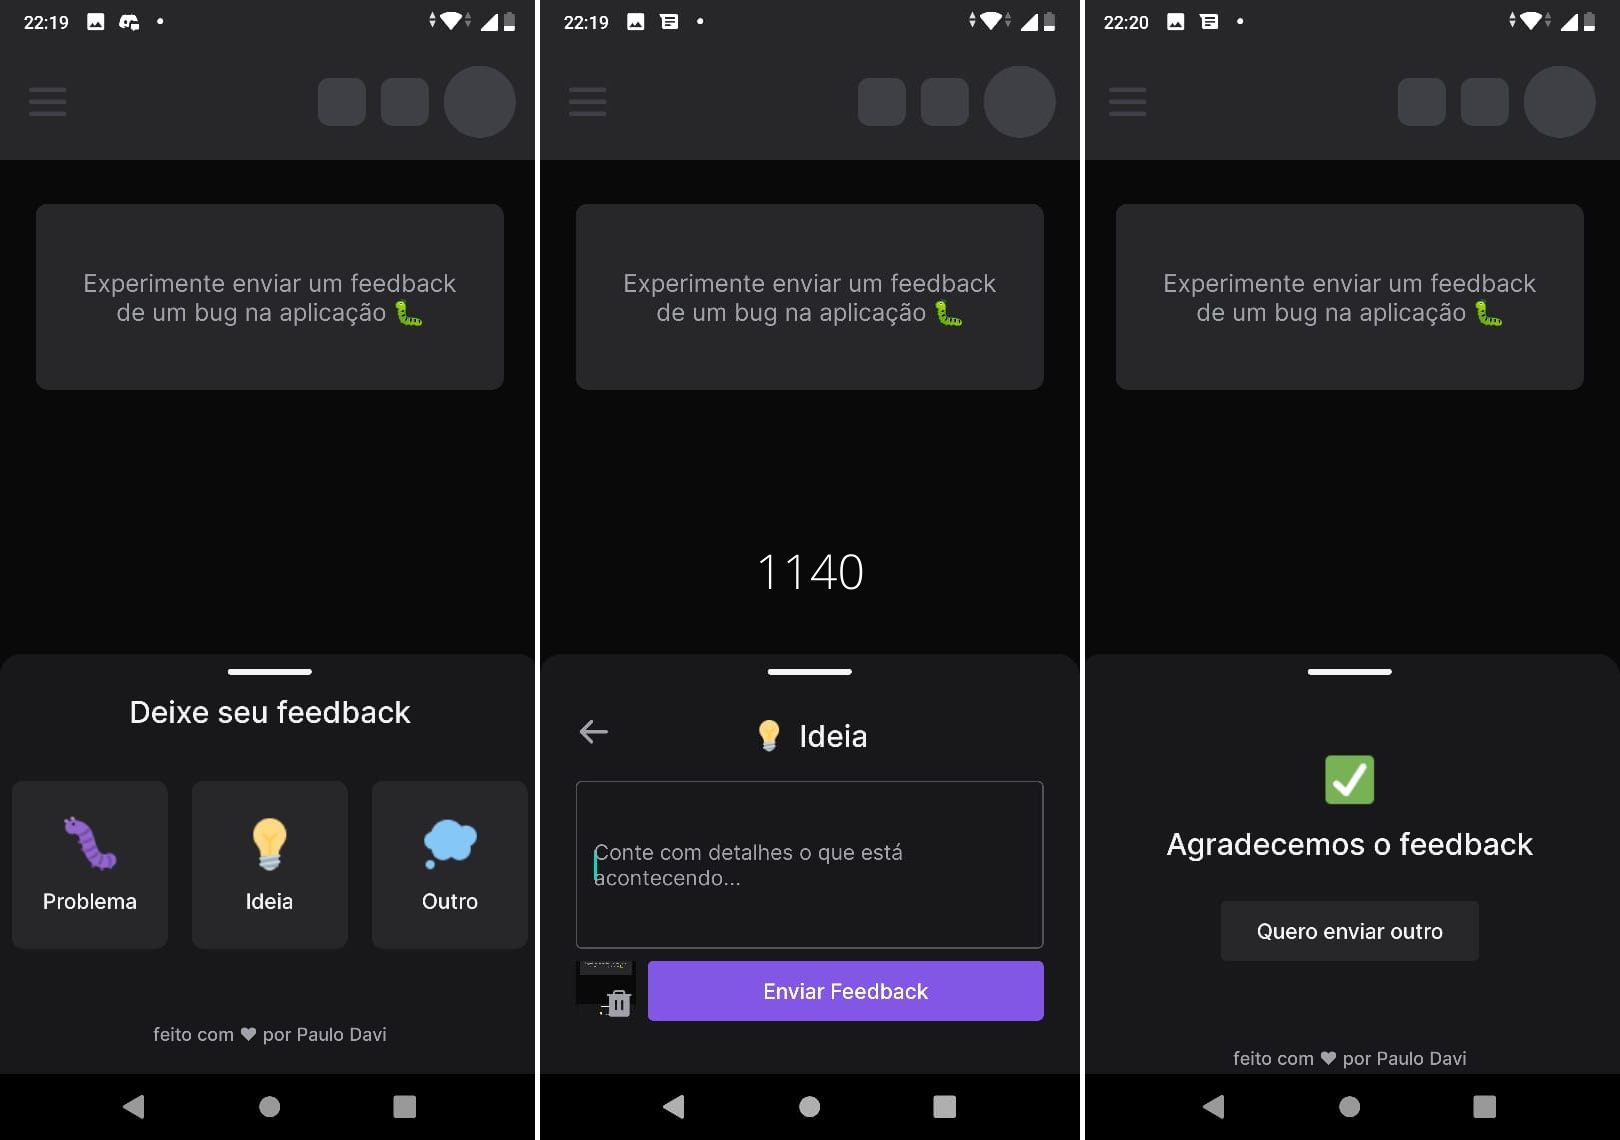 22:19
Experimente enviar um feedback
de um bug na aplicação 🐛
Deixe seu feedback
Problema
Ideia
Outro
feito com ♥ por Paulo Davi
22:19
Experimente enviar um feedback
de um bug na aplicação 🐛
1140
Ideia
Conte com detalhes o que está
acontecendo...
Enviar Feedback
22:20
Experimente enviar um feedback
de um bug na aplicação 🐛
Agradecemos o feedback
Quero enviar outro
feito com ♥ por Paulo Davi